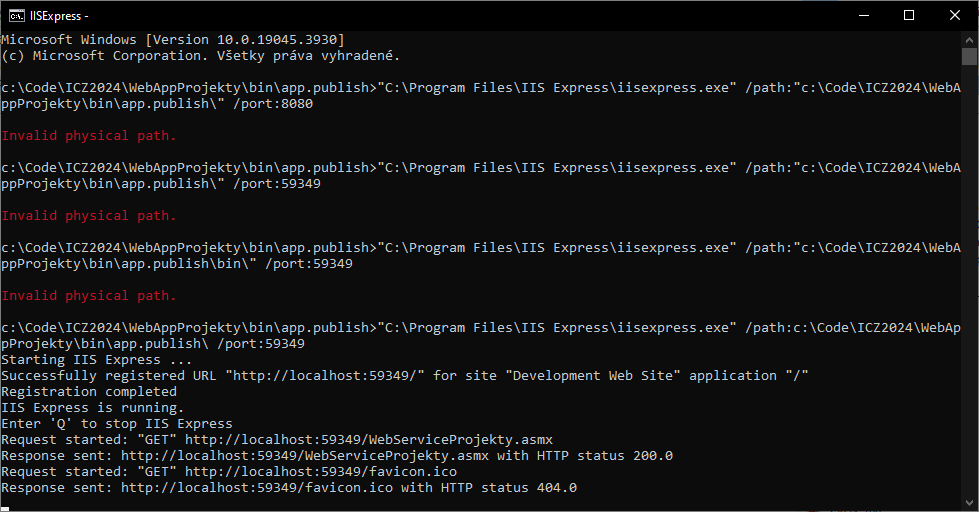 IISExpress -
Microsoft Windows [Version 10.0.19045.3930]
(c) Microsoft Corporation. Všetky práva vyhradené.
c:\Code\ICZ2024\WebAppProjekty\bin\app.publish>"C:\Program Files\IIS Express\iisexpress.exe" /path:"c:\Code\ICZ2024\WebA
ppProjekty\bin\app.publish\" /port:8080
Invalid physical path.
c:\Code\ICZ2024\WebAppProjekty\bin\app.publish>"C:\Program Files\IIS Express\iisexpress.exe" /path:"c:\Code\ICZ2024\WebA
ppProjekty\bin\app.publish\" /port:59349
Invalid physical path.
c:\Code\ICZ2024\WebAppProjekty\bin\app.publish>"C:\Program Files\IIS Express\iisexpress.exe" /path:"c:\Code\ICZ2024\WebA
ppProjekty\bin\app.publish\bin\" /port:59349
Invalid physical path.
c:\Code\ICZ2024\WebAppProjekty\bin\app.publish>"C:\Program Files\IIS Express\iisexpress.exe" /path:c:\Code\ICZ2024\WebAp
pProjekty\bin\app.publish\ /port:59349
Starting IIS Express ...
Successfully registered URL "http://localhost:59349/" for site "Development Web Site" application "/"
Registration completed
IIS Express is running.
Enter 'Q' to stop IIS Express
Request started: "GET" http://localhost:59349/WebServiceProjekty.asmx
Response sent: http://localhost:59349/WebServiceProjekty.asmx with HTTP status 200.0
Request started: "GET" http://localhost:59349/favicon.ico
Response sent: http://localhost:59349/favicon.ico with HTTP status 404.0